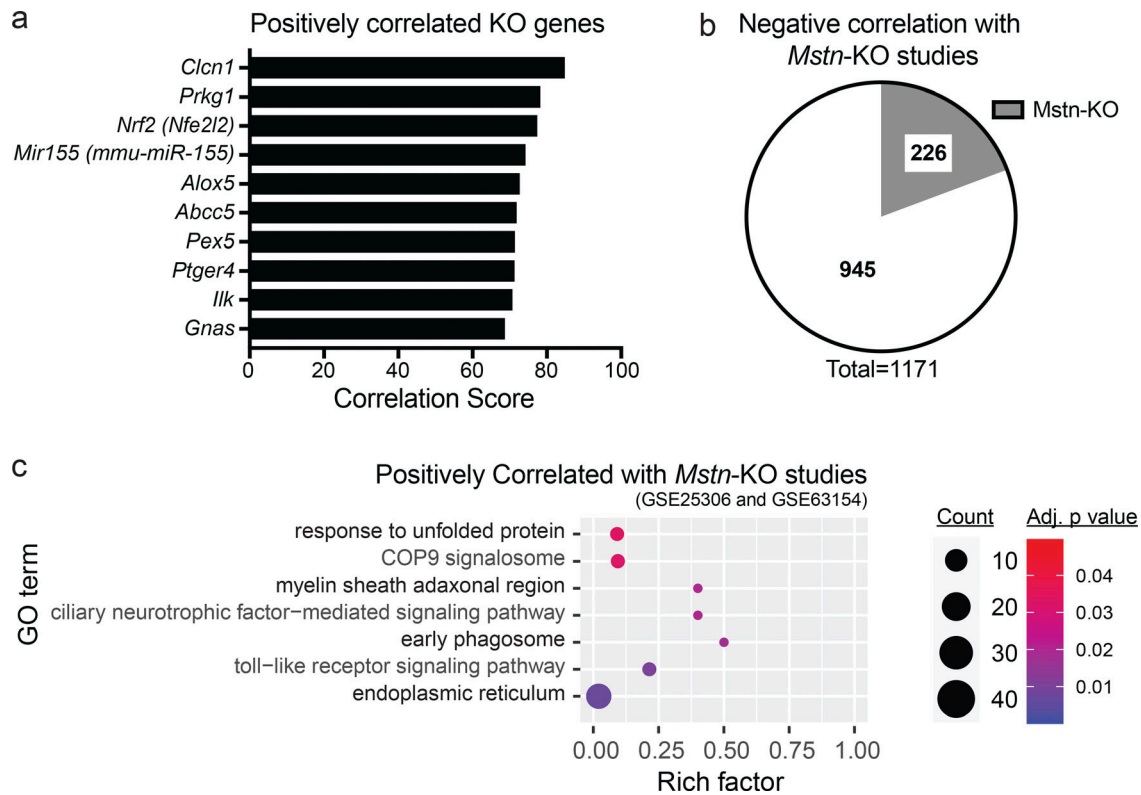 a
Positively correlated KO genes
Clcn1
Prkg1
Nrf2 (Nfe2l2)
Mir155 (mmu-miR-155)
Alox5
Abcc5
Pex5
Ptger4
Ilk
Gnas
0 20 40 60 80 100
Correlation Score
b
Negative correlation with
Mstn-KO studies
Mstn-KO
226
945
Total=1171
c
Positively Correlated with Mstn-KO studies
(GSE25306 and GSE63154)
GO term
response to unfolded protein
COP9 signalosome
myelin sheath adaxonal region
ciliary neurotrophic factor−mediated signaling pathway
early phagosome
toll−like receptor signaling pathway
endoplasmic reticulum
0.00 0.25 0.50 0.75 1.00
Rich factor
Count
10
20
30
40
Adj. p value
0.04
0.03
0.02
0.01